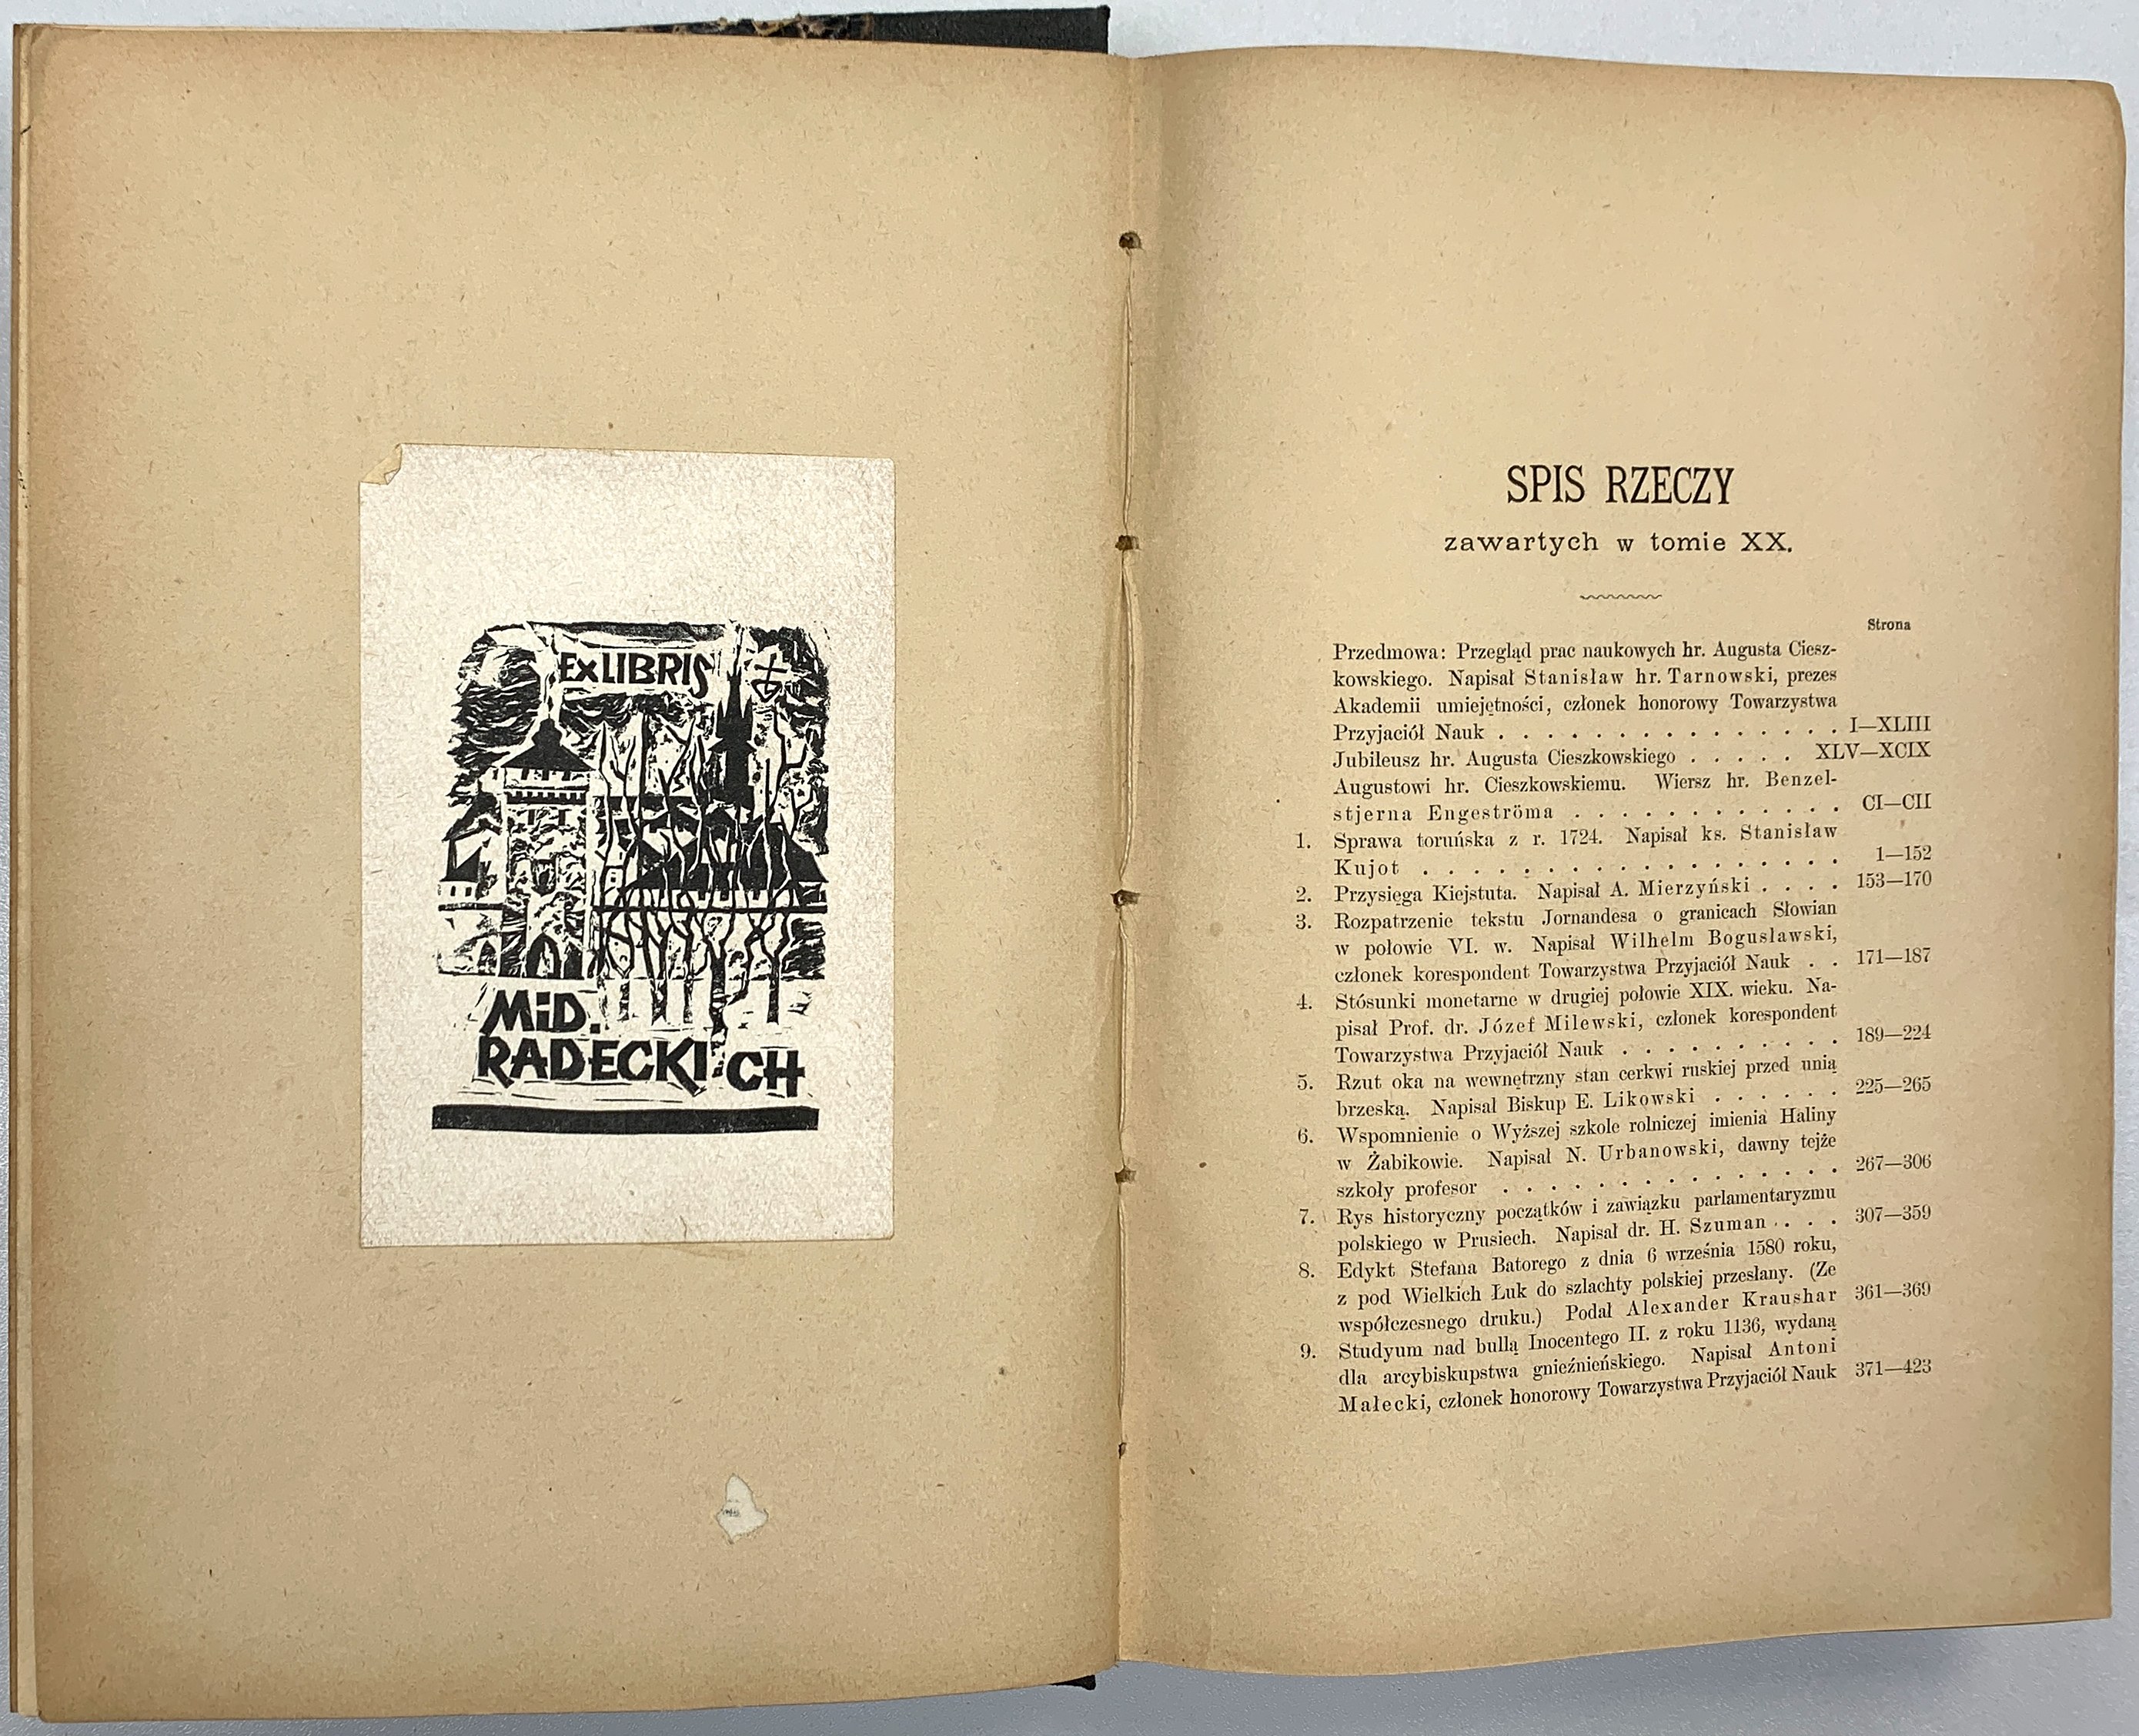 EX LIBRIS
MiD.
RADECKICH
SPIS RZECZY
zawartych w tomie XX.
Strona
Przedmowa: Przegląd prac naukowych hr. Augusta Ciesz-
kowskiego. Napisał Stanisław hr. Tarnowski, prezes
Akademii umiejętności, członek honorowy Towarzystwa
Przyjaciół Nauk . . . . . . . . . . . . . . . I—XLIII
Jubileusz hr. Augusta Cieszkowskiego . . . . . XLV—XCIX
Augustowi hr. Cieszkowskiemu. Wiersz hr. Benzel-
stjerna Engeströma . . . . . . . . . . . CI—CII
1. Sprawa toruńska z r. 1724. Napisał ks. Stanisław
Kujot . . . . . . . . . . . . . . . . . 1—152
2. Przysięga Kiejstuta. Napisał A. Mierzyński . . . . 153—170
3. Rozpatrzenie tekstu Jornandesa o granicach Słowian
w połowie VI. w. Napisał Wilhelm Bogusławski,
członek korespondent Towarzystwa Przyjaciół Nauk . . 171—187
4. Stósunki monetarne w drugiej połowie XIX. wieku. Na-
pisał Prof. dr. Józef Milewski, członek korespondent
Towarzystwa Przyjaciół Nauk . . . . . . . . . 189—224
5. Rzut oka na wewnętrzny stan cerkwi ruskiej przed unią
brzeską. Napisał Biskup E. Likowski . . . . . . 225—265
6. Wspomnienie o Wyższej szkole rolniczej imienia Haliny
w Żabikowie. Napisał N. Urbanowski, dawny tejże
szkoły profesor . . . . . . . . . . . . . . 267—306
7. Rys historyczny początków i zawiązku parlamentaryzmu
polskiego w Prusiech. Napisał dr. H. Szuman . . . . 307—359
8. Edykt Stefana Batorego z dnia 6 września 1580 roku,
z pod Wielkich Łuk do szlachty polskiej przesłany. (Ze
współczesnego druku.) Podał Alexander Kraushar 361—369
9. Studyum nad bullą Inocentego II. z roku 1136, wydaną
dla arcybiskupstwa gnieźnieńskiego. Napisał Antoni
Małecki, członek honorowy Towarzystwa Przyjaciół Nauk 371—423